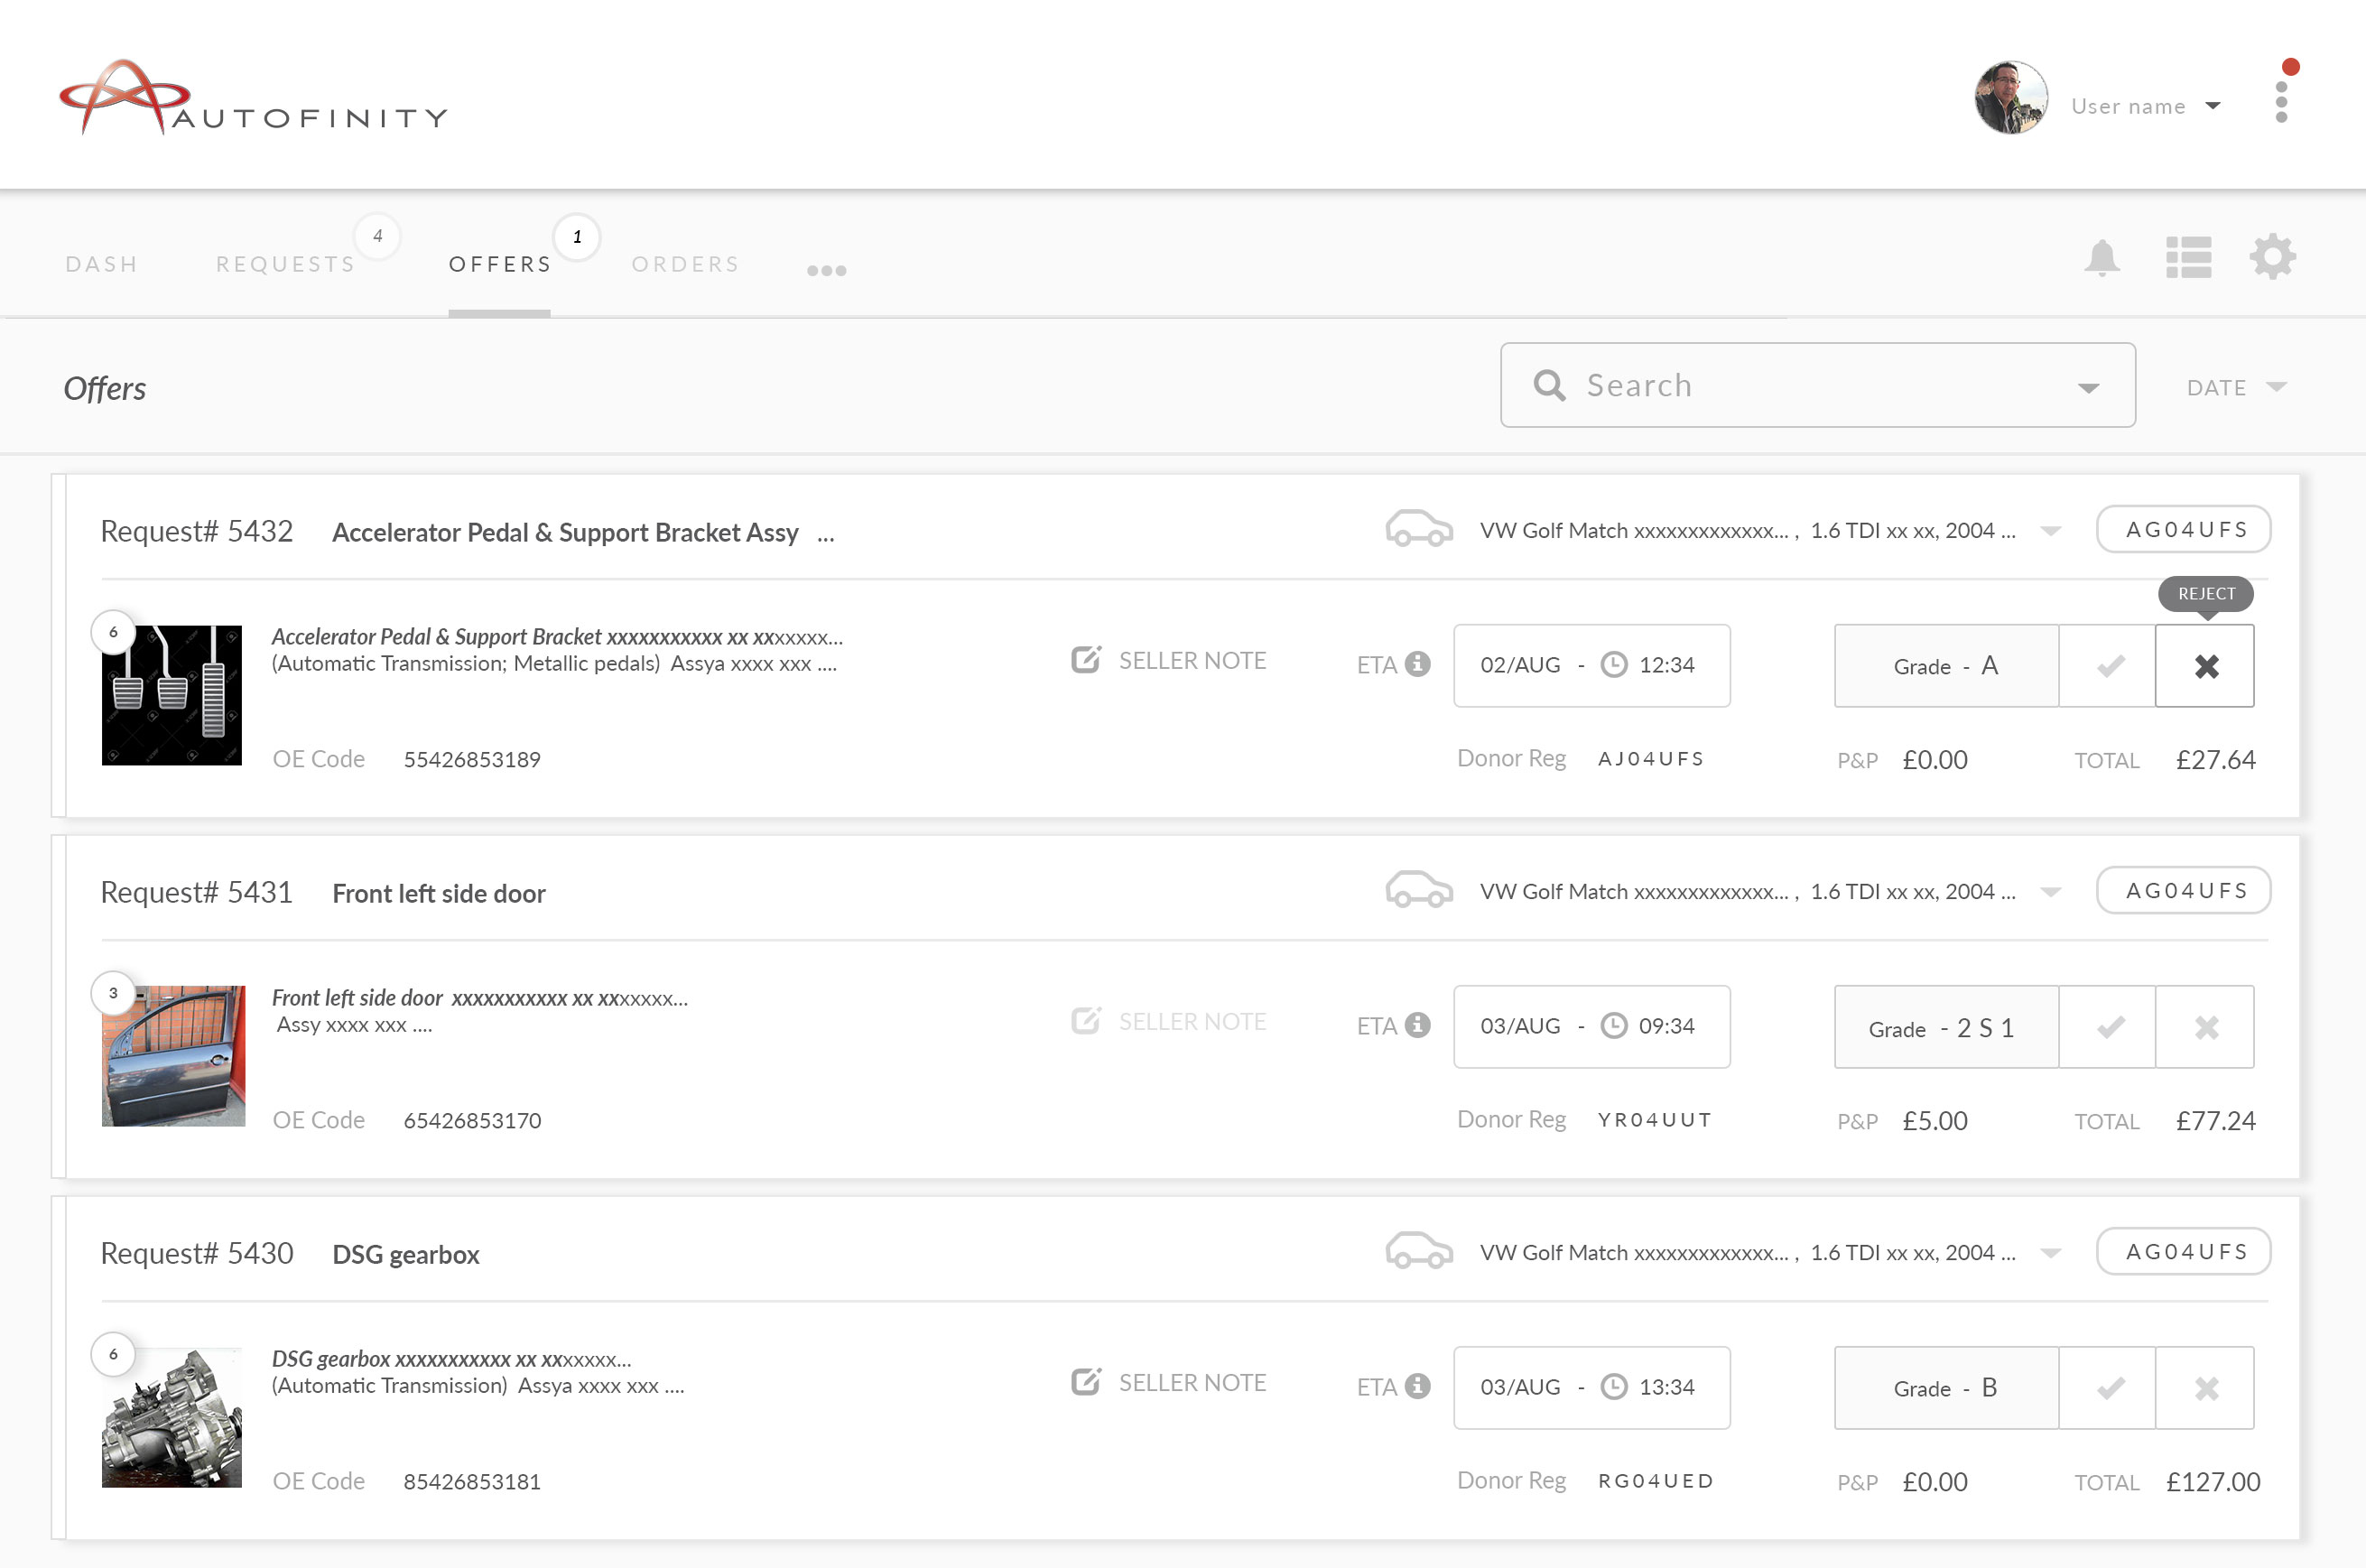 AUTOFINITY
User name
DASH REQUESTS 4 OFFERS 1 ORDERS
Offers
Search
DATE
Request# 5432 Accelerator Pedal & Support Bracket Assy ...
VW Golf Match xxxxxxxxxxxxx... , 1.6 TDI xx xx, 2004 ...
AG04UFS
REJECT
6
Accelerator Pedal & Support Bracket xxxxxxxxxxx xx xxxxxxx...
(Automatic Transmission; Metallic pedals) Assya xxxx xxx ....
SELLER NOTE
ETA
02/AUG - 12:34
Grade - A
OE Code 55426853189
Donor Reg AJ04UFS
P&P £0.00
TOTAL £27.64
Request# 5431 Front left side door
VW Golf Match xxxxxxxxxxxxx... , 1.6 TDI xx xx, 2004 ...
AG04UFS
3
Front left side door xxxxxxxxxxx xx xxxxxxx...
Assy xxxx xxx ....
SELLER NOTE
ETA
03/AUG - 09:34
Grade - 2 S 1
OE Code 65426853170
Donor Reg YR04UUT
P&P £5.00
TOTAL £77.24
Request# 5430 DSG gearbox
VW Golf Match xxxxxxxxxxxxx... , 1.6 TDI xx xx, 2004 ...
AG04UFS
6
DSG gearbox xxxxxxxxxxx xx xxxxxxx...
(Automatic Transmission) Assya xxxx xxx ....
SELLER NOTE
ETA
03/AUG - 13:34
Grade - B
OE Code 85426853181
Donor Reg RG04UED
P&P £0.00
TOTAL £127.00